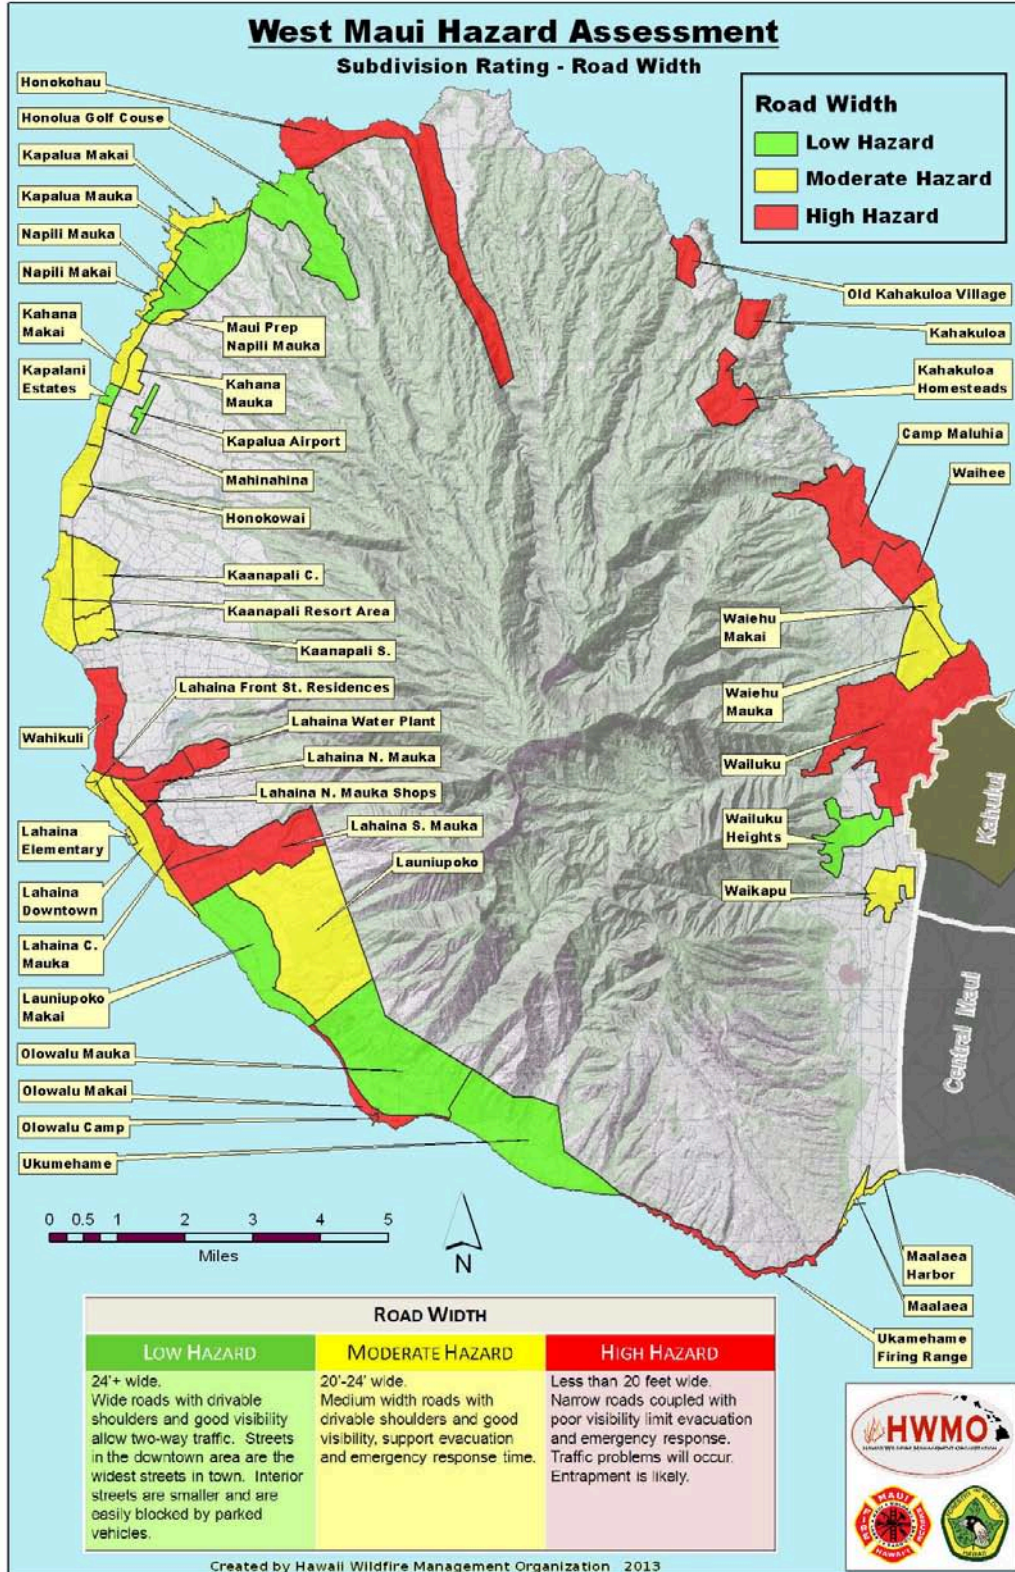 West Maui Hazard Assessment
Subdivision Rating - Road Width
Road Width
Low Hazard
Moderate Hazard
High Hazard
Honokohau
Honolua Golf Couse
Kapalua Makai
Kapalua Mauka
Napili Mauka
Napili Makai
Kahana
Makai
Kapalani
Estates
Maui Prep
Napili Mauka
Kahana
Mauka
Kapalua Airport
Mahinahina
Honokowai
Kaanapali C.
Kaanapali Resort Area
Kaanapali S.
Lahaina Front St. Residences
Lahaina Water Plant
Wahikuli
Lahaina N. Mauka
Lahaina N. Mauka Shops
Lahaina S. Mauka
Launiupoko
Lahaina
Elementary
Lahaina
Downtown
Lahaina C.
Mauka
Launiupoko
Makai
Olowalu Mauka
Olowalu Makai
Olowalu Camp
Ukumehame
Old Kahakuloa Village
Kahakuloa
Kahakuloa
Homesteads
Camp Maluhia
Waihee
Waiehu
Makai
Waiehu
Mauka
Wailuku
Wailuku
Heights
Waikapu
Kahului
Central Maui
Maalaea
Harbor
Maalaea
Ukamehame
Firing Range
0 0.5 1 2 3 4 5
Miles
N
ROAD WIDTH
LOW HAZARD
24'+ wide.
Wide roads with drivable
shoulders and good visibility
allow two-way traffic. Streets
in the downtown area are the
widest streets in town. Interior
streets are smaller and are
easily blocked by parked
vehicles.
MODERATE HAZARD
20'-24' wide.
Medium width roads with
drivable shoulders and good
visibility, support evacuation
and emergency response time.
HIGH HAZARD
Less than 20 feet wide.
Narrow roads coupled with
poor visibility limit evacuation
and emergency response.
Traffic problems will occur.
Entrapment is likely.
HWMO
MAUI
FIRE
HAWAII
Created by Hawaii Wildfire Management Organization 2013